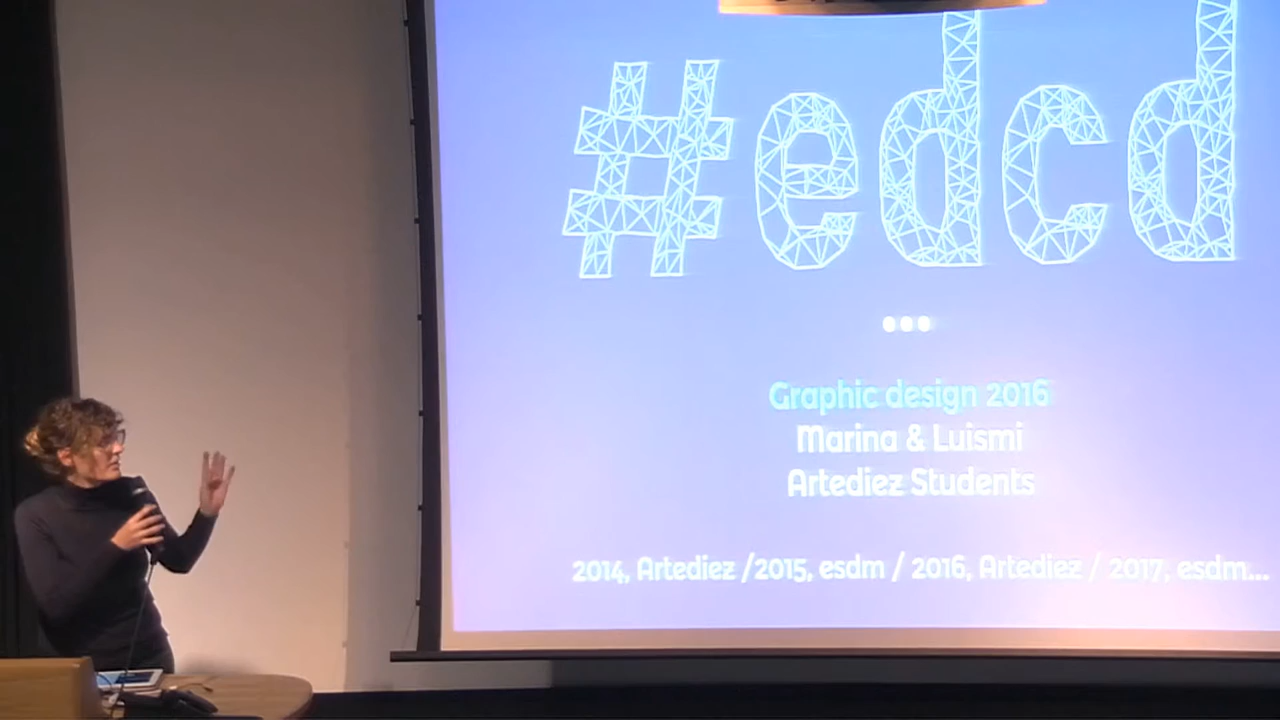 #edcd
...
Graphic design 2016
Marina & Luismi
Artediez Students
2014, Artediez /2015, esdm / 2016, Artediez / 2017, esdm...